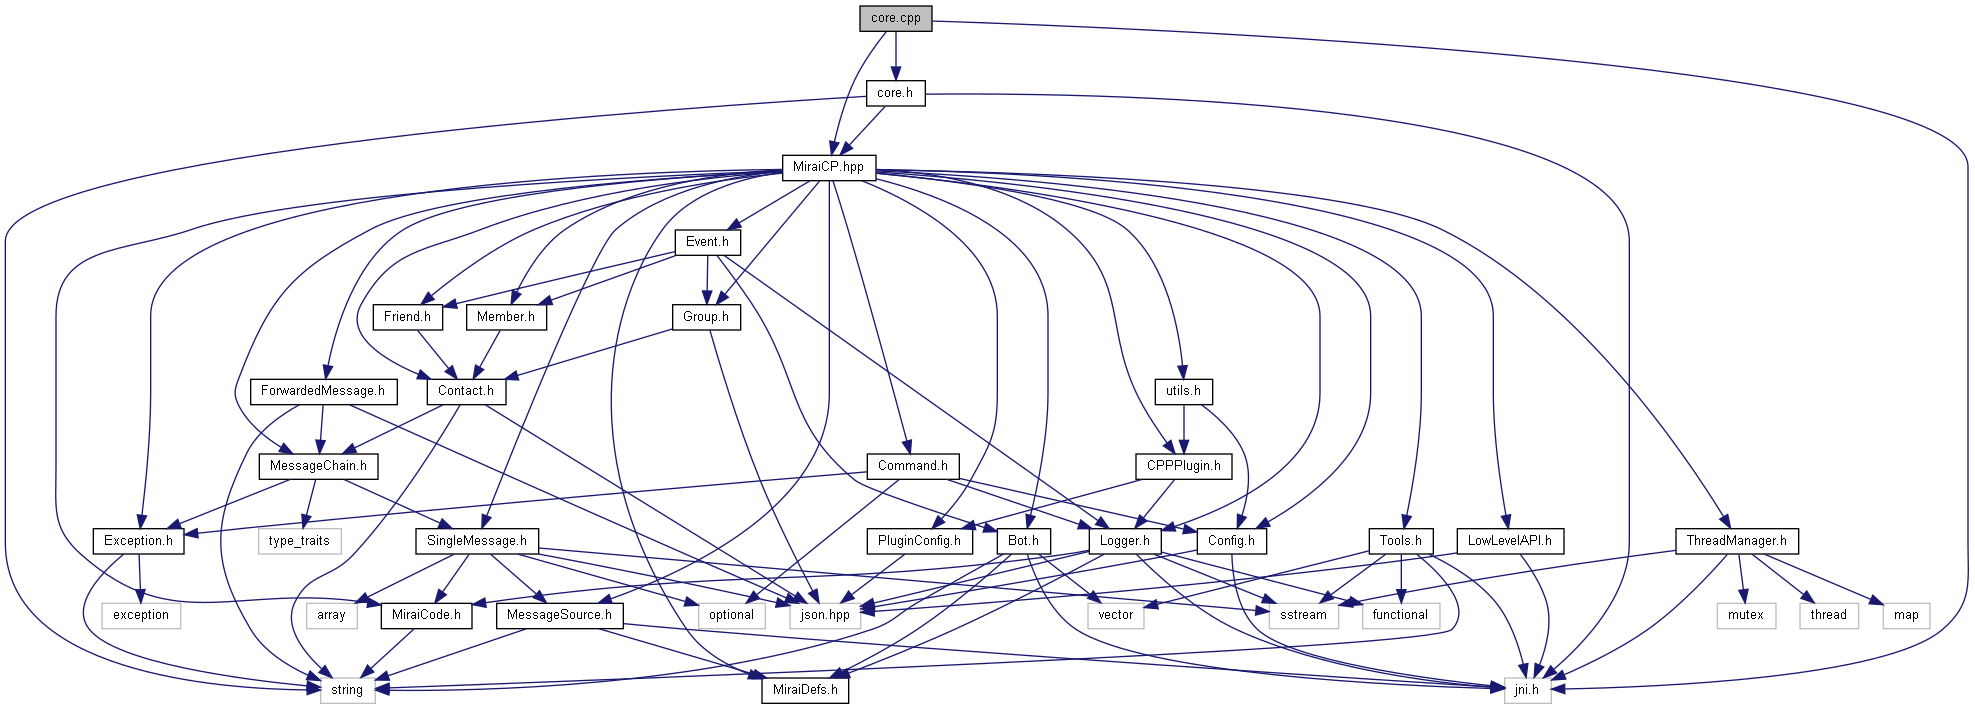 core.cpp
core.h
MiraiCP.hpp
Event.h
Friend.h
Member.h
Group.h
ForwardedMessage.h
Contact.h
utils.h
MessageChain.h
Command.h
CPPPlugin.h
Exception.h
type_traits
SingleMessage.h
PluginConfig.h
Bot.h
Logger.h
Config.h
Tools.h
LowLevelAPI.h
ThreadManager.h
exception
array
MiraiCode.h
MessageSource.h
optional
json.hpp
vector
sstream
functional
mutex
thread
map
string
MiraiDefs.h
jni.h